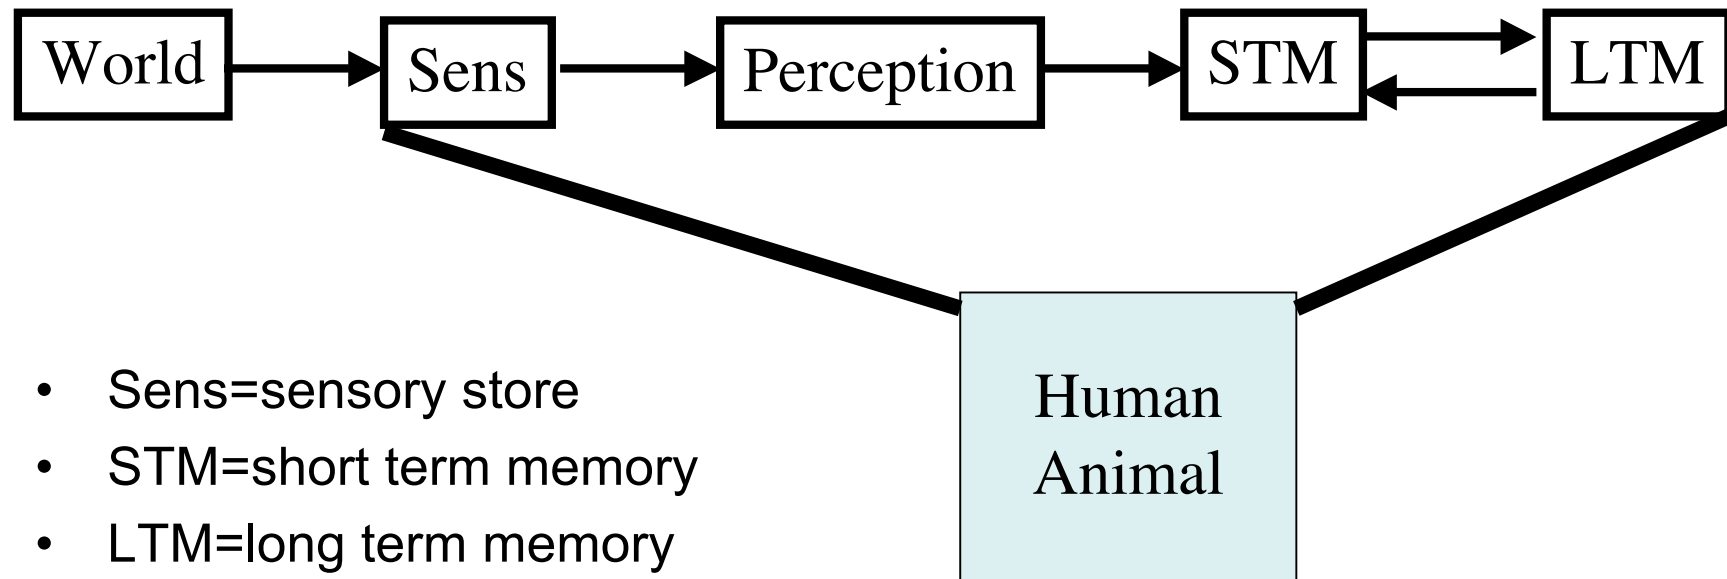 World
Sens
Perception
STM
LTM
• Sens=sensory store
• STM=short term memory
• LTM=long term memory
Human
Animal